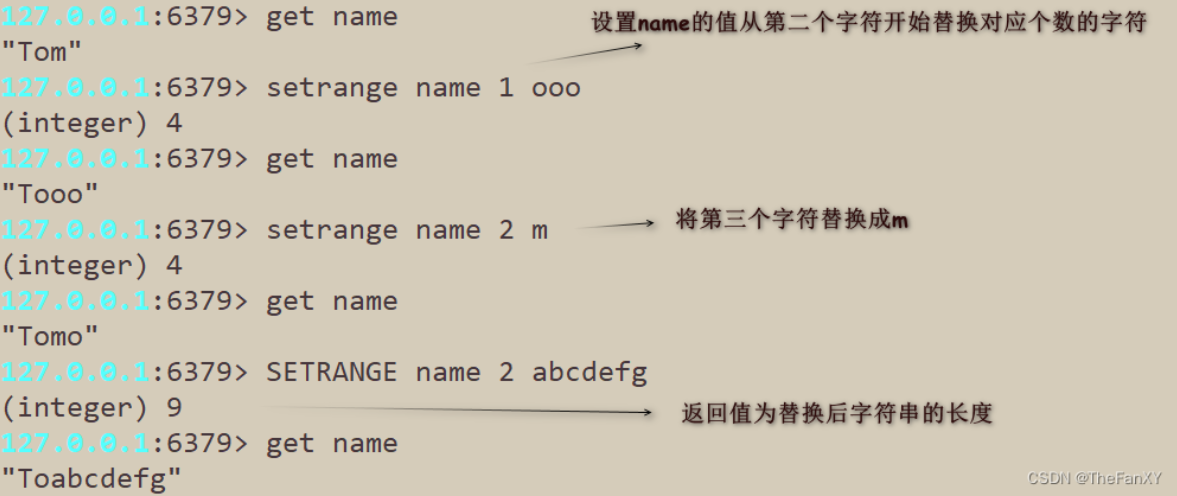 127.0.0.1:6379> get name
设置name的值从第二个字符开始替换对应个数的字符
"Tom"
127.0.0.1:6379> setrange name 1 ooo
(integer) 4
127.0.0.1:6379> get name
"Tooo"
127.0.0.1:6379> setrange name 2 m
将第三个字符替换成m
(integer) 4
127.0.0.1:6379> get name
"Tomo"
127.0.0.1:6379> SETRANGE name 2 abcdefg
(integer) 9
返回值为替换后字符串的长度
127.0.0.1:6379> get name
"Toabcdefg"
CSDN @TheFanXY